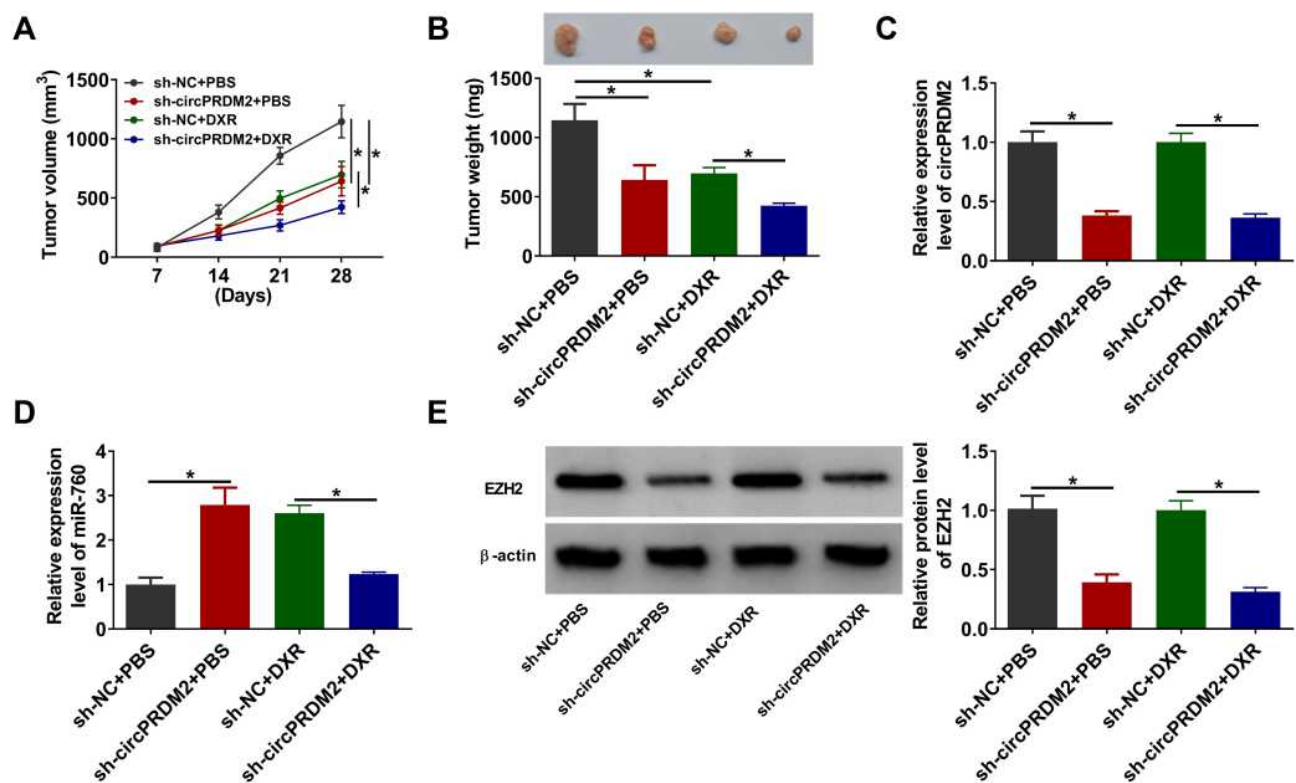 A
Tumor volume (mm³)
1500
1000
500
0
sh-NC+PBS
sh-circPRDM2+PBS
sh-NC+DXR
sh-circPRDM2+DXR
*
*
*
7 14 21 28
(Days)
B
Tumor weight (mg)
1500
1000
500
0
*
*
*
sh-NC+PBS
sh-circPRDM2+PBS
sh-NC+DXR
sh-circPRDM2+DXR
C
Relative expression
level of circPRDM2
1.5
1.0
0.5
0.0
*
*
sh-NC+PBS
sh-circPRDM2+PBS
sh-NC+DXR
sh-circPRDM2+DXR
D
Relative expression
level of miR-760
4
3
2
1
0
*
*
sh-NC+PBS
sh-circPRDM2+PBS
sh-NC+DXR
sh-circPRDM2+DXR
E
EZH2
β-actin
sh-NC+PBS
sh-circPRDM2+PBS
sh-NC+DXR
sh-circPRDM2+DXR
Relative protein level
of EZH2
1.5
1.0
0.5
0.0
*
*
sh-NC+PBS
sh-circPRDM2+PBS
sh-NC+DXR
sh-circPRDM2+DXR